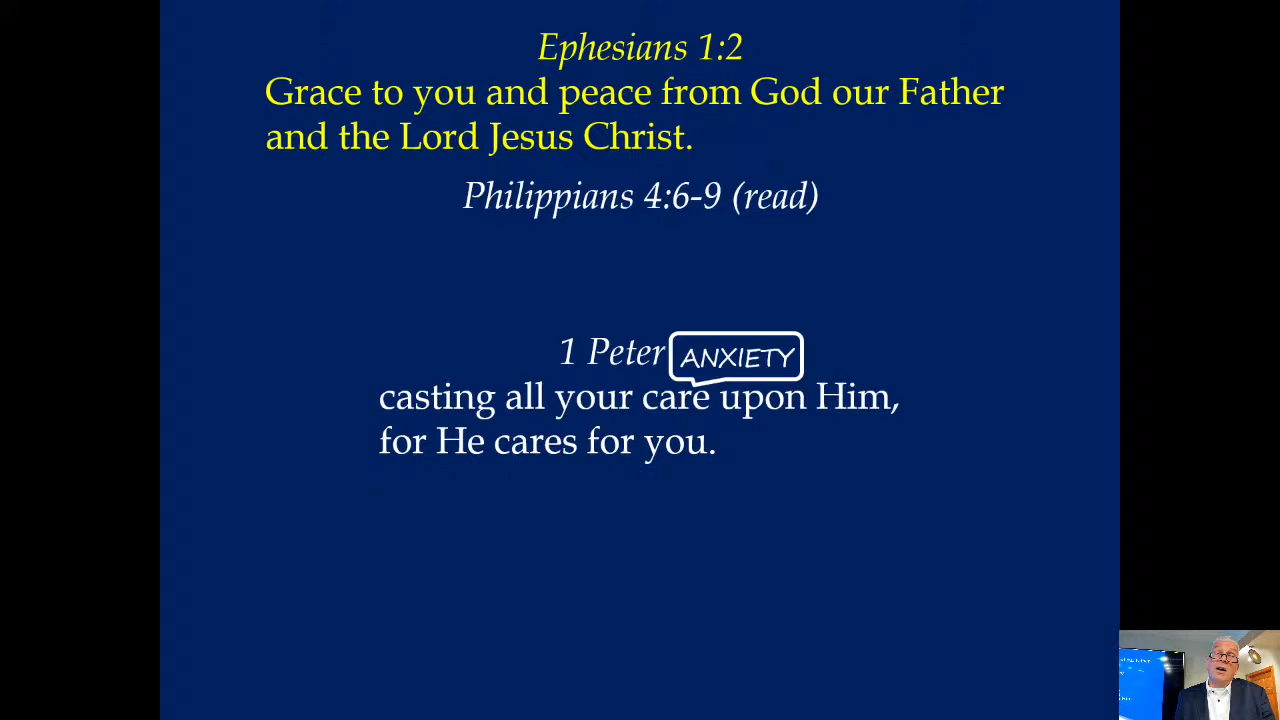 Ephesians 1:2
Grace to you and peace from God our Father
and the Lord Jesus Christ.
Philippians 4:6-9 (read)
1 Peter
ANXIETY
casting all your care upon Him,
for He cares for you.